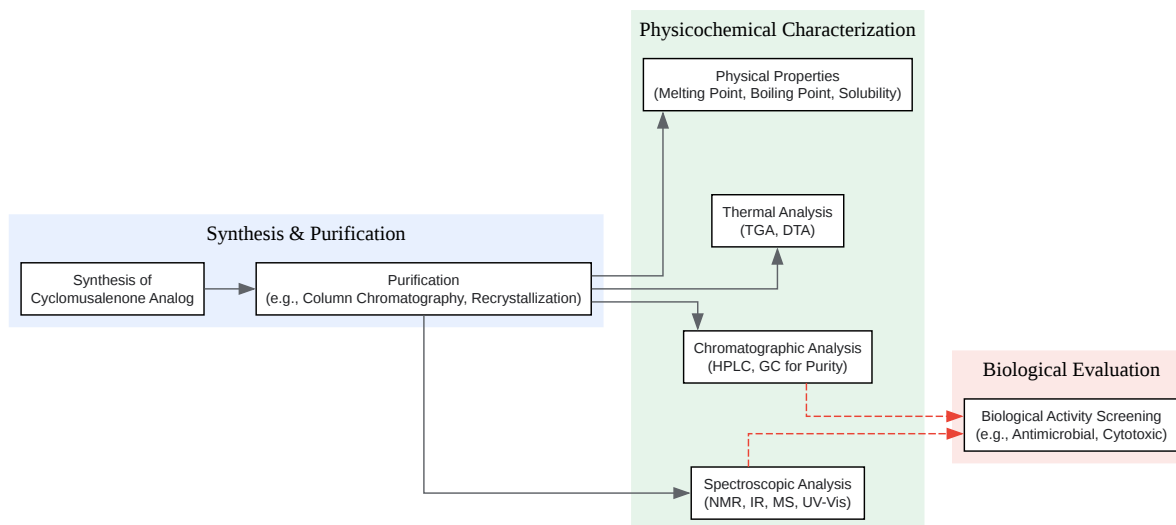 Physicochemical Characterization
Physical Properties
(Melting Point, Boiling Point, Solubility)
Thermal Analysis
(TGA, DTA)
Synthesis & Purification
Synthesis of
Cyclomusalenone Analog
Purification
(e.g., Column Chromatography, Recrystallization)
Chromatographic Analysis
(HPLC, GC for Purity)
Biological Evaluation
Biological Activity Screening
(e.g., Antimicrobial, Cytotoxic)
Spectroscopic Analysis
(NMR, IR, MS, UV-Vis)